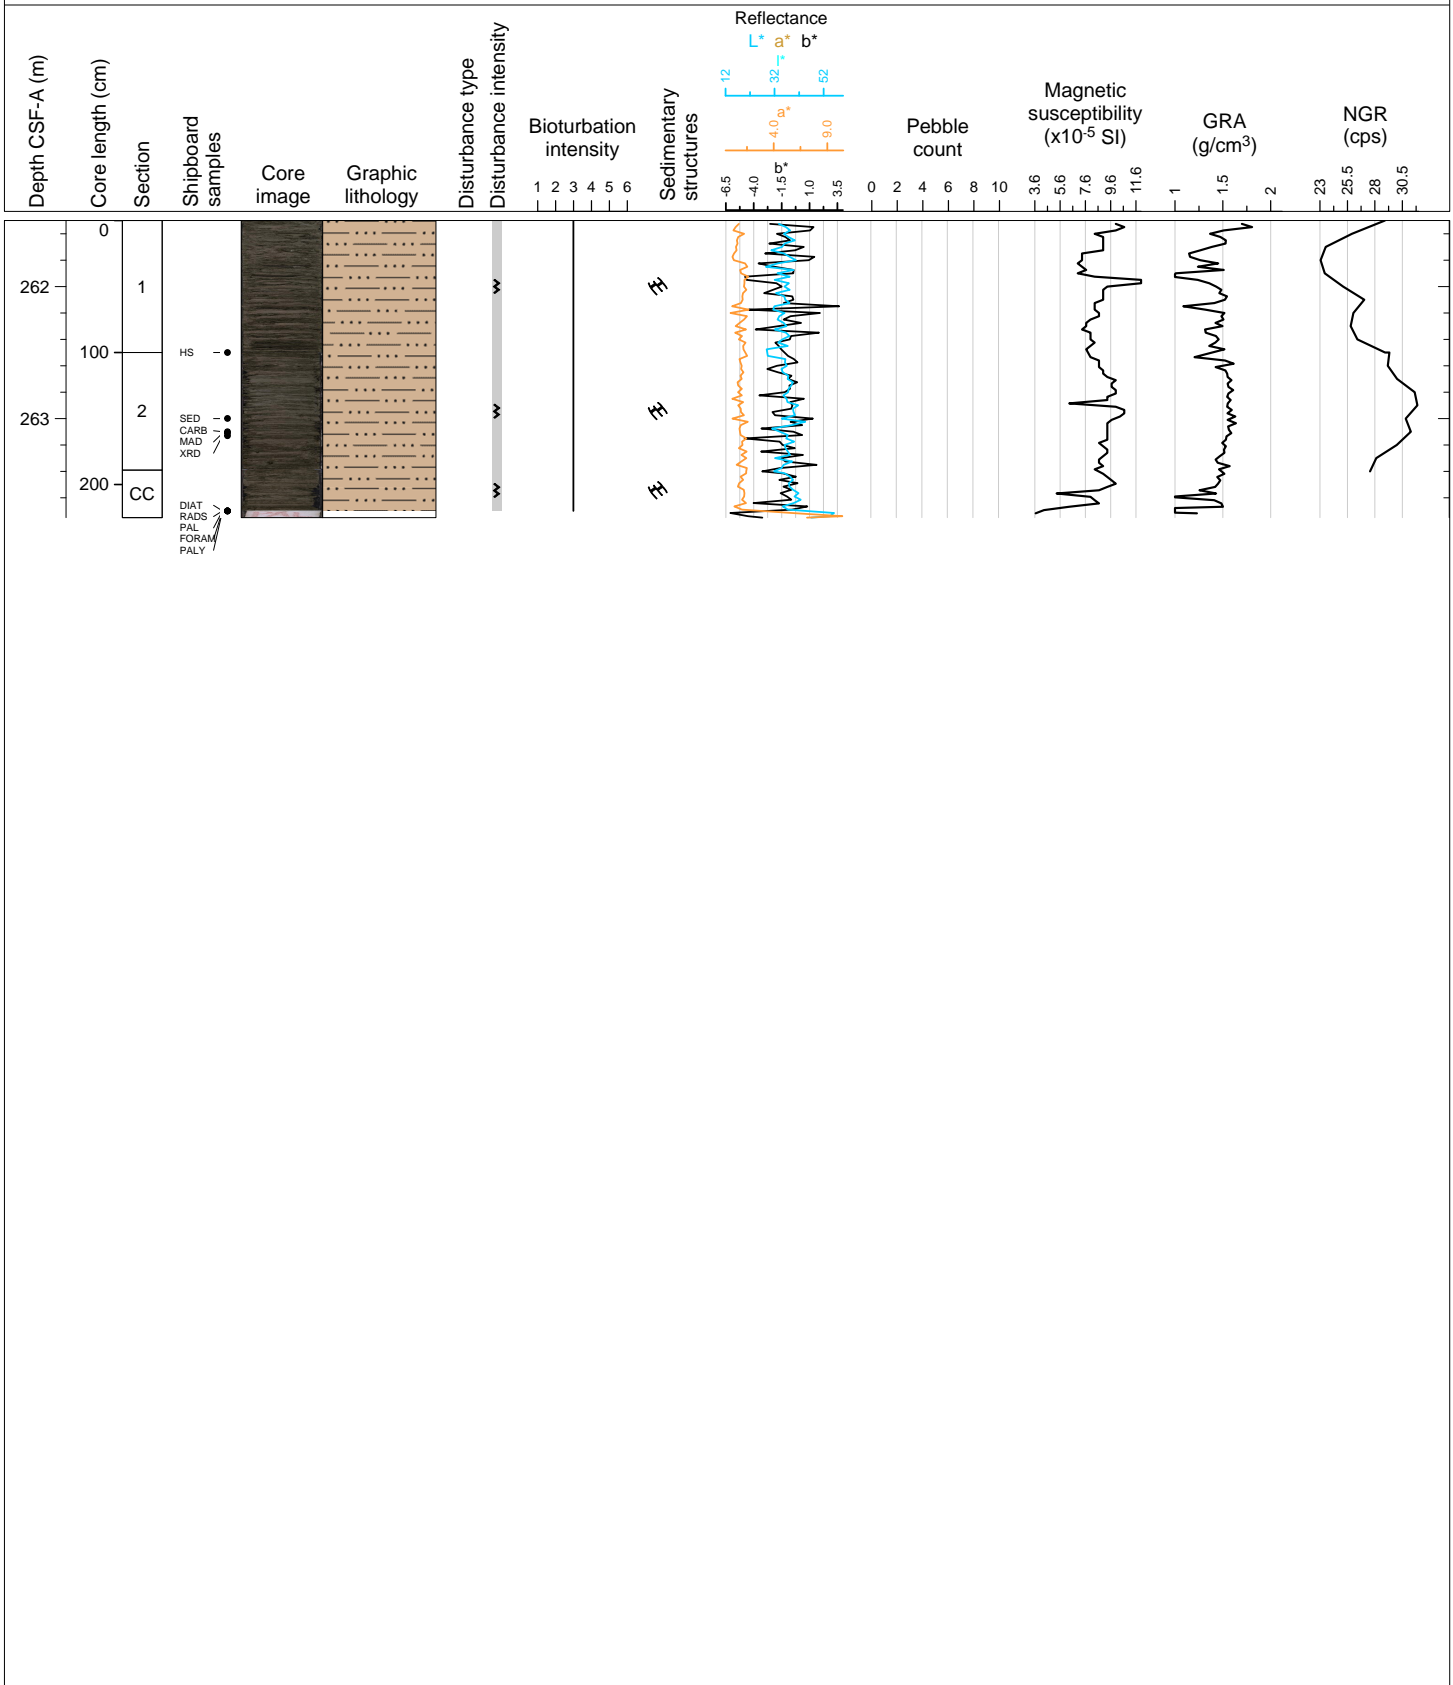 Depth CSF-A (m)
Core length (cm)
Section
Shipboard
samples
Core
image
Graphic
lithology
Disturbance type
Disturbance intensity
Bioturbation
intensity
1 2 3 4 5 6
Sedimentary
structures
Reflectance
L* a* b*
L*
12 32 52
a*
4.0 9.0
b*
-6.5 -4.0 -1.5 1.0 3.5
Pebble
count
0 2 4 6 8 10
Magnetic
susceptibility
(x10-5 SI)
3.6 5.6 7.6 9.6 11.6
GRA
(g/cm3)
1 1.5 2
NGR
(cps)
23 25.5 28 30.5
0
262
1
100
HS
2
263
SED
CARB
MAD
XRD
200
CC
DIAT
RADS
PAL
FORAM
PALY